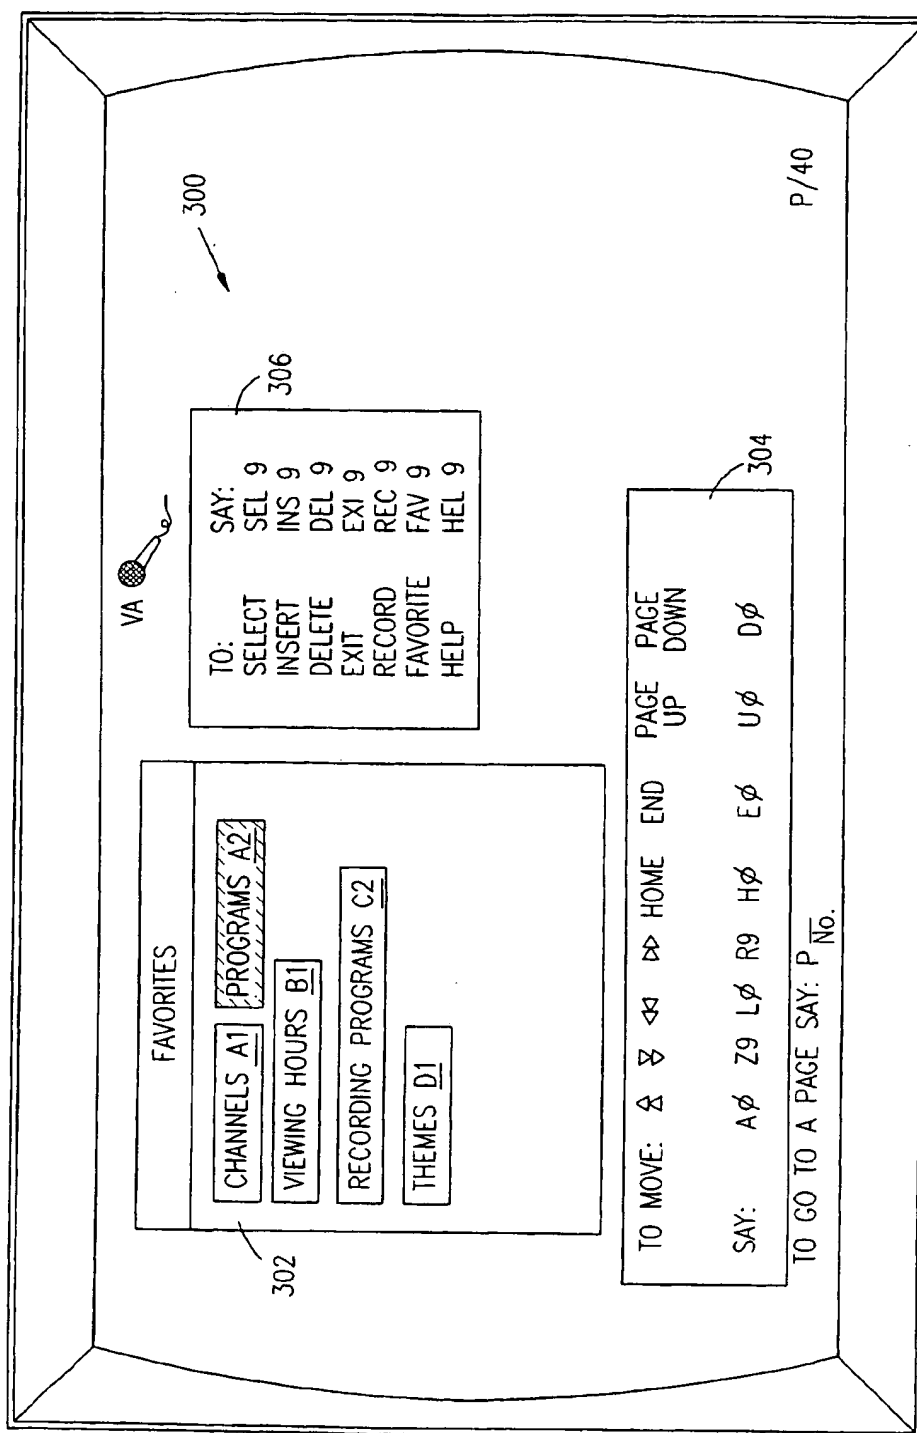 300
VA
FAVORITES
CHANNELS A1 PROGRAMS A2
VIEWING HOURS B1
RECORDING PROGRAMS C2
THEMES D1
302
TO: SAY:
SELECT SEL 9
INSERT INS 9
DELETE DEL 9
EXIT EXI 9
RECORD REC 9
FAVORITE FAV 9
HELP HEL 9
306
TO MOVE: HOME END PAGE UP PAGE DOWN
SAY: AØ Z9 LØ R9 HØ EØ UØ DØ
304
TO GO TO A PAGE SAY: P No.
P/40